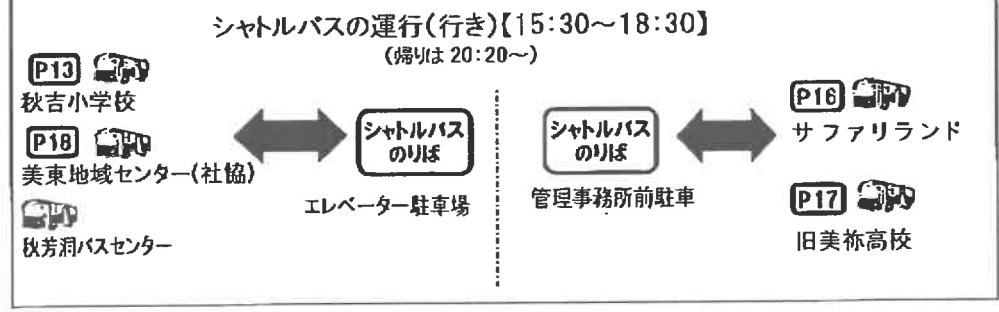 シャトルバスの運行(行き)【15:30～18:30】
(帰りは 20:20～)
P13
秋吉小学校
P18
美東地域センター(社協)
秋芳洞バスセンター
シャトルバス
のりば
エレベーター駐車場
シャトルバス
のりば
管理事務所前駐車
P16
サファリランド
P17
旧美祢高校